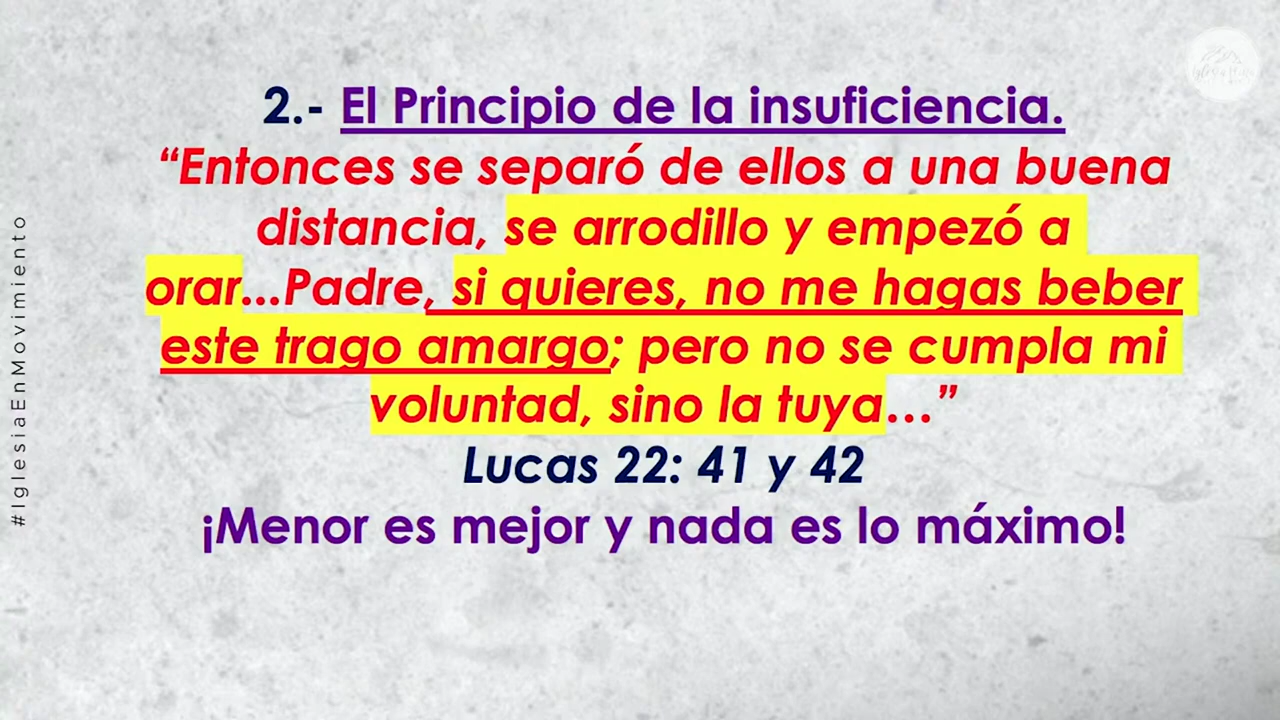 2.- El Principio de la insuficiencia.
“Entonces se separó de ellos a una buena
distancia, se arrodillo y empezó a
orar...Padre, si quieres, no me hagas beber
este trago amargo; pero no se cumpla mi
voluntad, sino la tuya...”
Lucas 22: 41 y 42
¡Menor es mejor y nada es lo máximo!
#IglesiaEnMovimiento